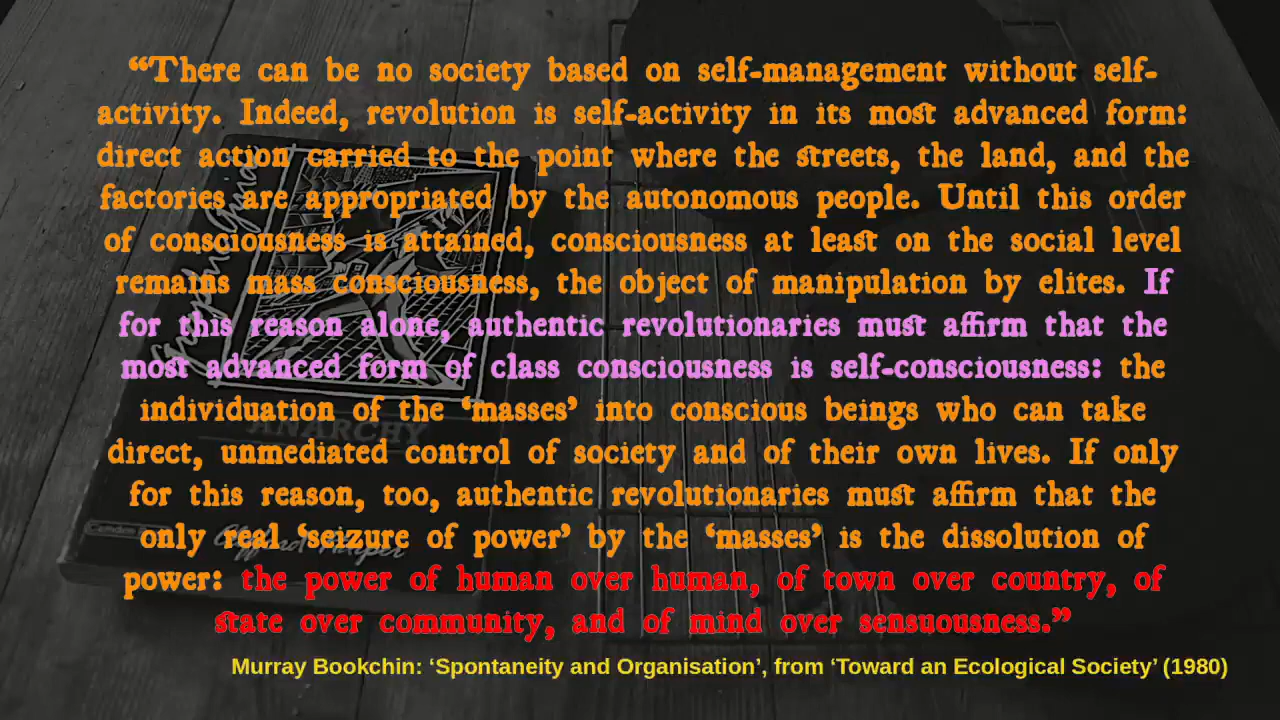 “There can be no society based on self-
activity. Indeed, revolution is self-activity in its most advanced form:
direct action carried to the point where the streets, the land, and the
factories are appropriated by the autonomous people. Until this order
of consciousness is attained, consciousness at least on the social level
remains mass consciousness, the object of manipulation by elites. If
for this reason alone, authentic revolutionaries must affirm that the
most advanced form of class consciousness is self-consciousness: the
individuation of the ‘masses’ into conscious beings who can take
direct, unmediated control of society and of their own lives. If only
for this reason, too, authentic revolutionaries must affirm that the
only real ‘seizure of power’ by the ‘masses’ is the dissolution of
power: the power of human over human, of town over country, of
state over community, and of mind over sensuousness.”
Murray Bookchin: ‘Spontaneity and Organisation’, from ‘Toward an Ecological Society’ (1980)
ANARCHY